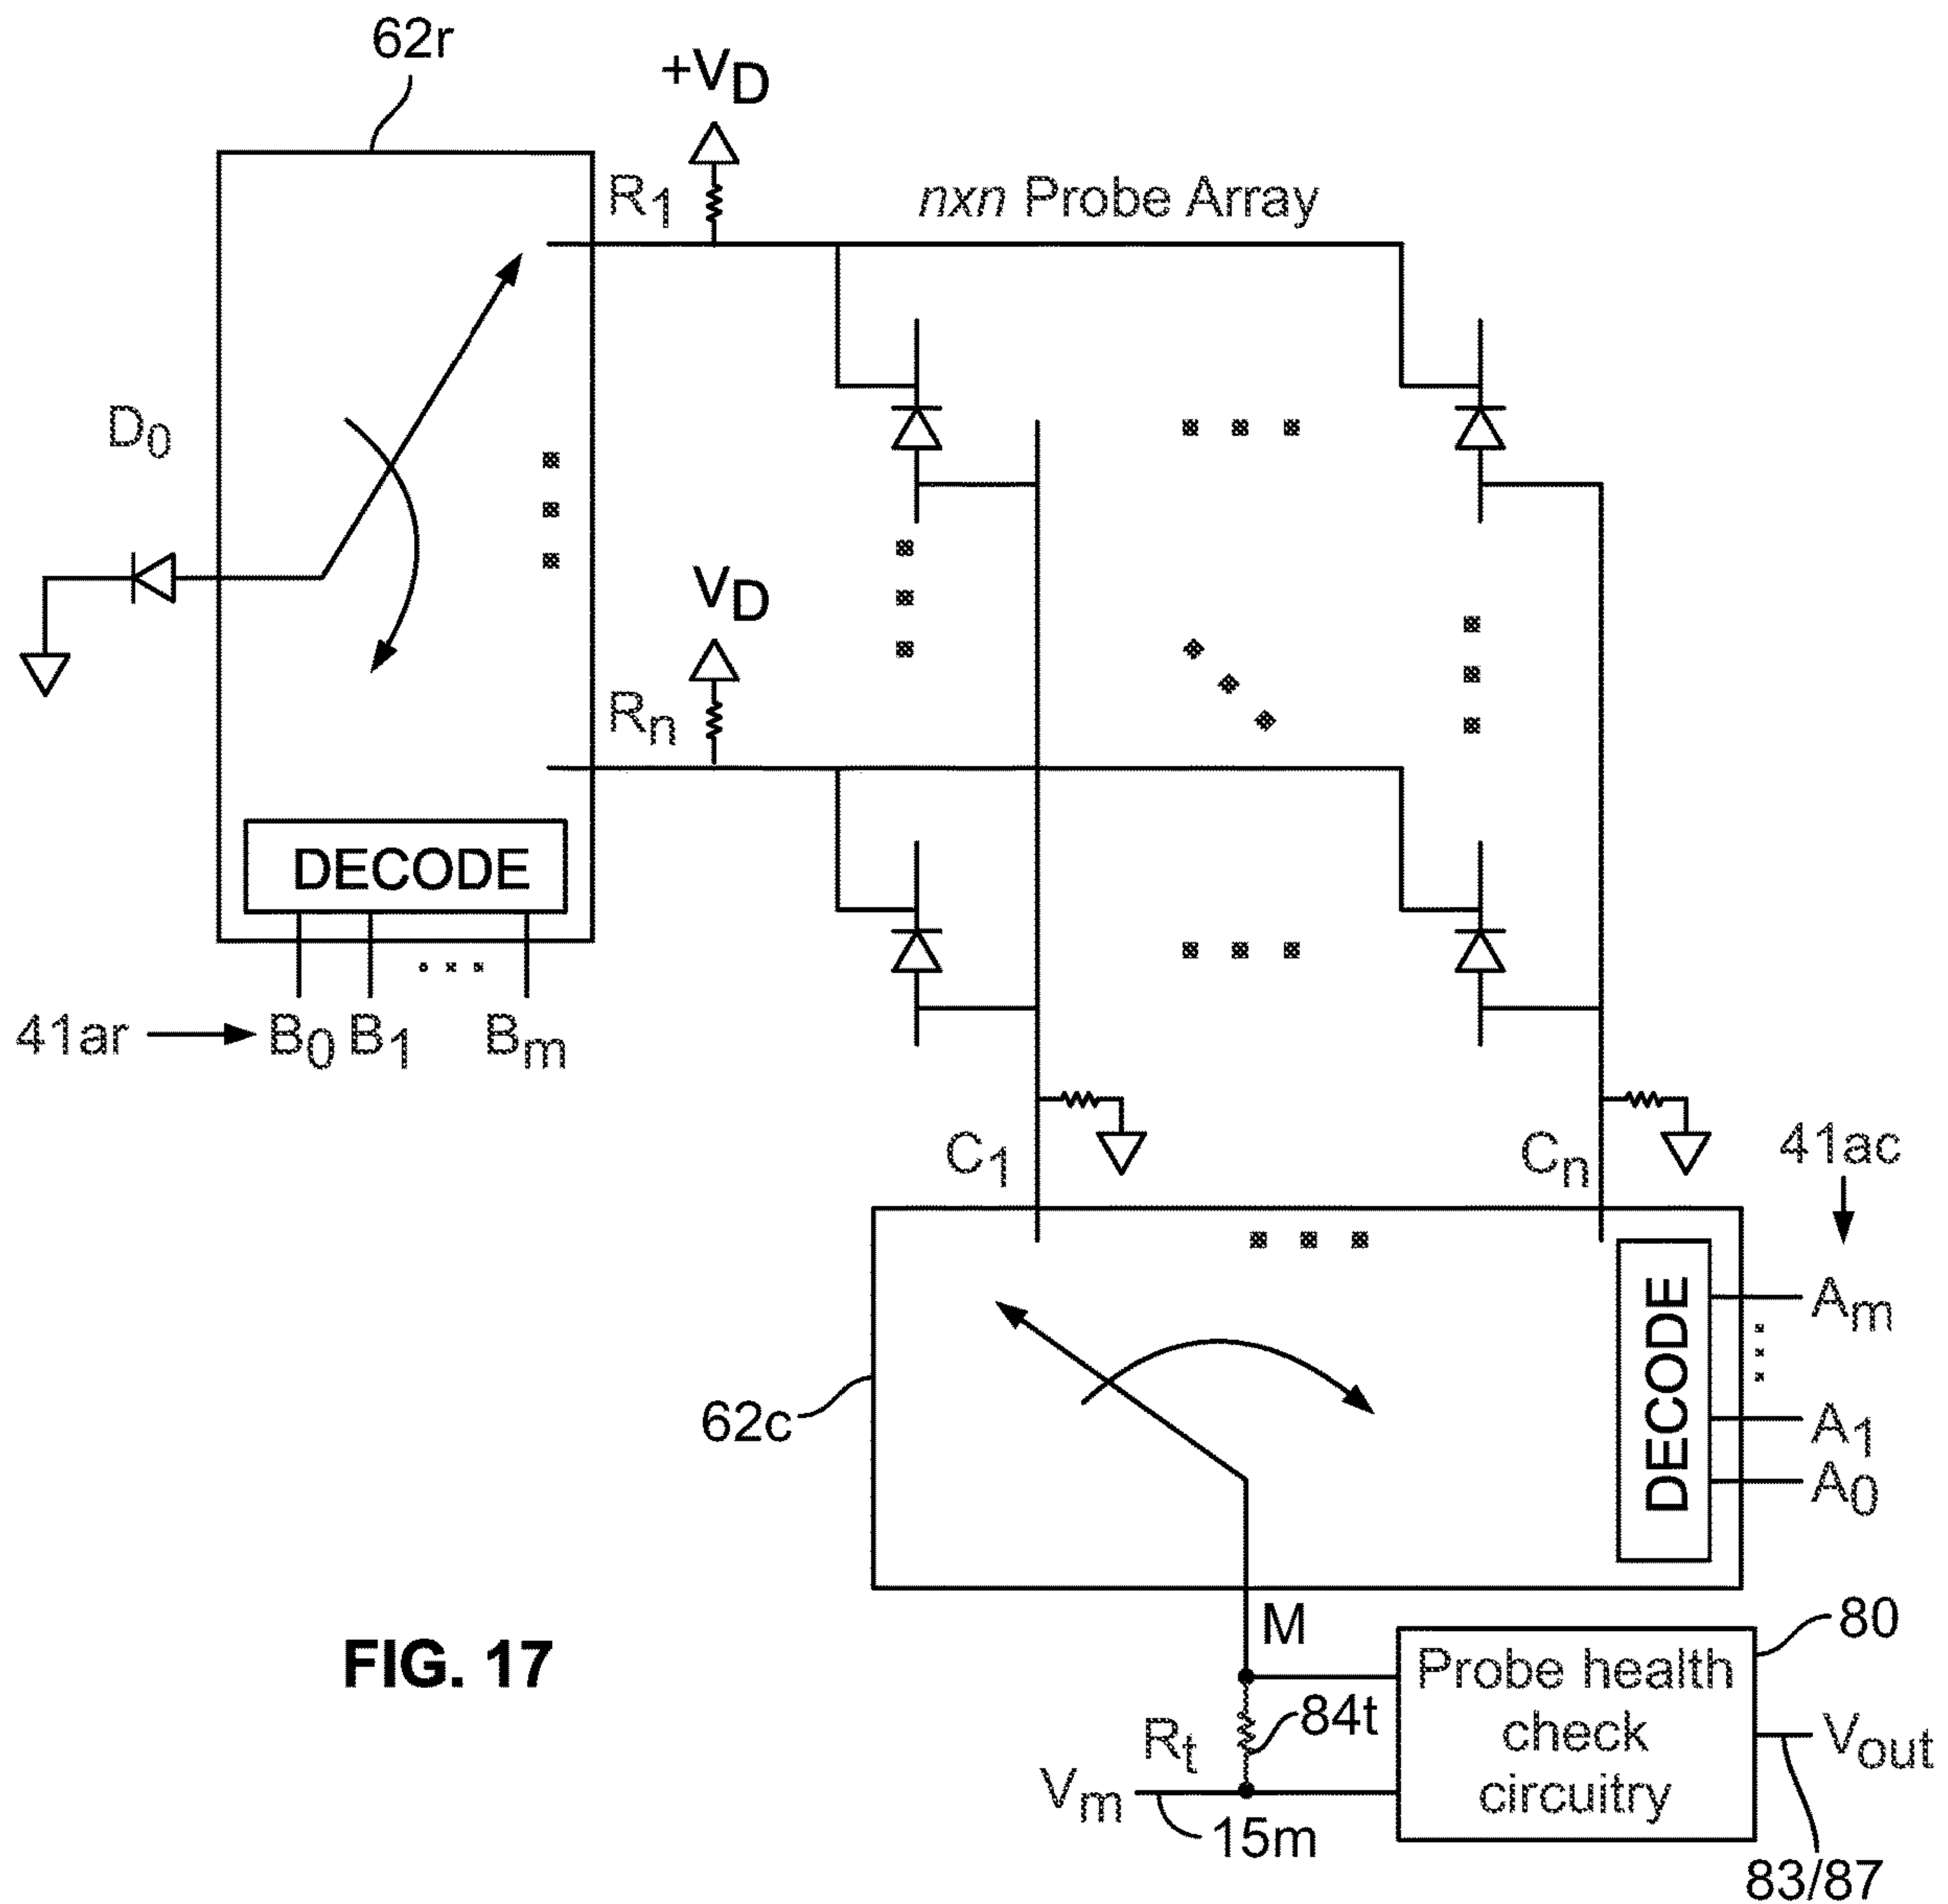 62r
+VD
R1
nxn Probe Array
D0
VD
Rn
DECODE
41ar
B0 B1 Bm
C1
Cn
41ac
DECODE
Am
A1
A0
62c
M
80
Probe health
check
circuitry
84t
Rt
Vm
15m
Vout
83/87
FIG. 17